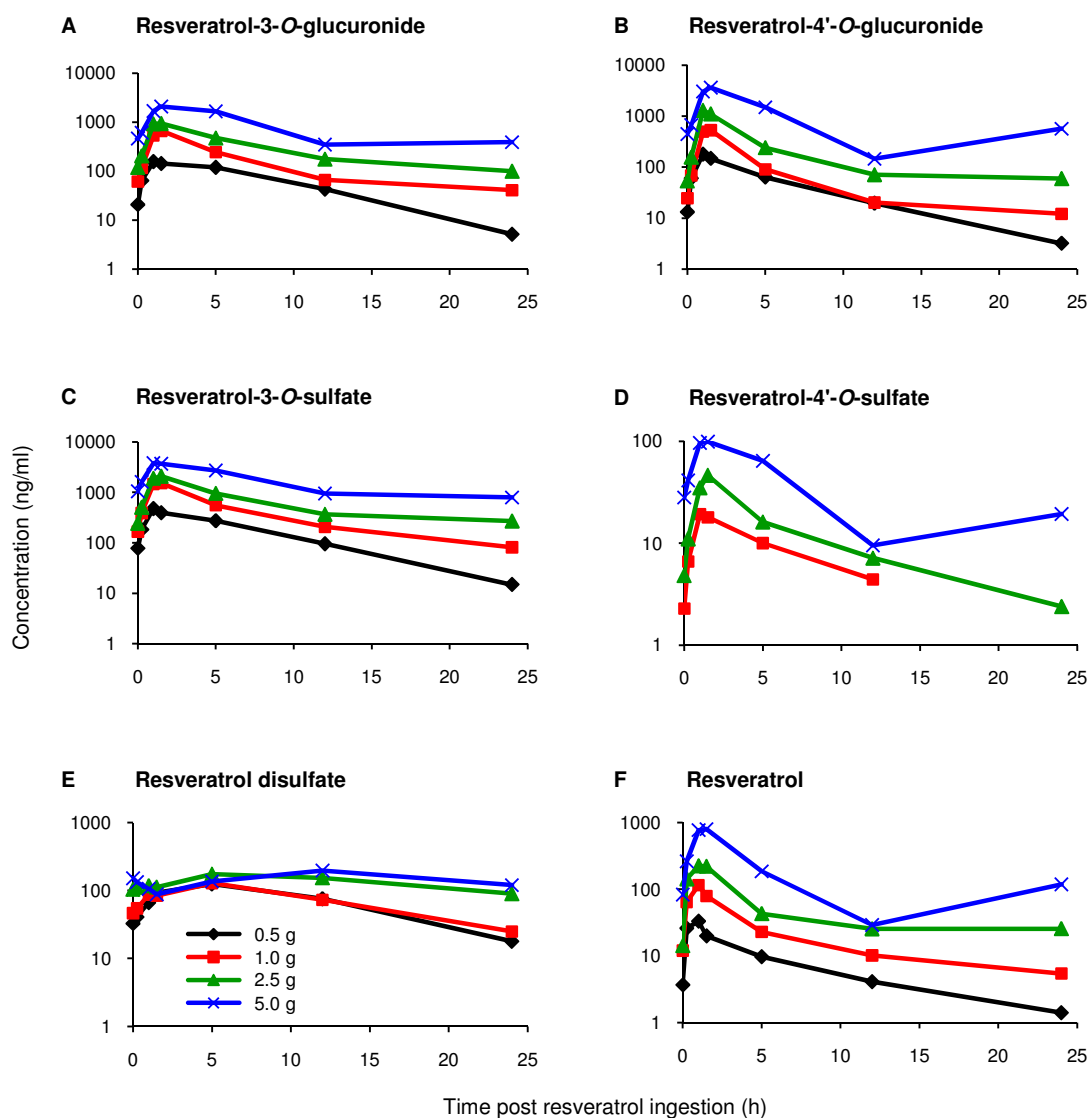 A Resveratrol-3-O-glucuronide
10000
1000
100
10
1
0 5 10 15 20 25
B Resveratrol-4'-O-glucuronide
10000
1000
100
10
1
0 5 10 15 20 25
C Resveratrol-3-O-sulfate
10000
1000
100
10
1
0 5 10 15 20 25
D Resveratrol-4'-O-sulfate
100
10
1
0 5 10 15 20 25
Concentration (ng/ml)
E Resveratrol disulfate
1000
100
10
1
0 5 10 15 20 25
0.5 g
1.0 g
2.5 g
5.0 g
F Resveratrol
1000
100
10
1
0 5 10 15 20 25
Time post resveratrol ingestion (h)